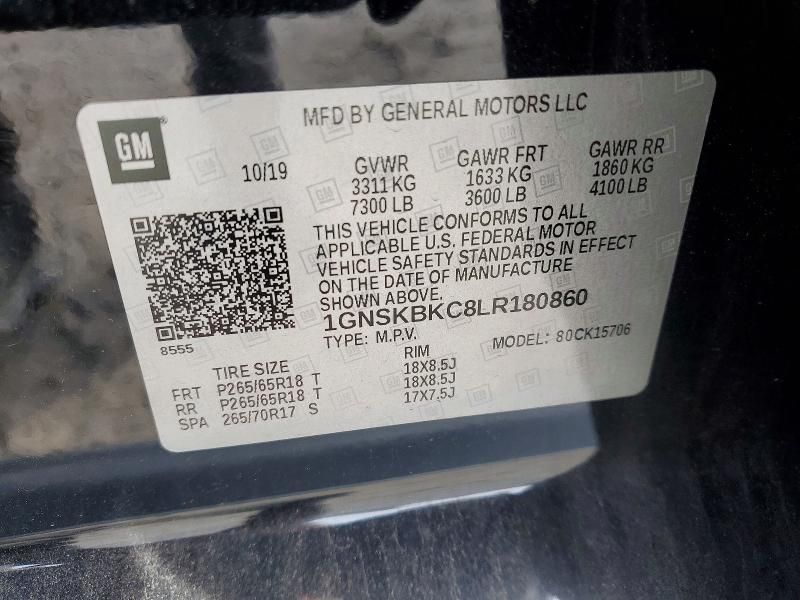 MFD BY GENERAL MOTORS LLC
GM
10/19 GVWR GAWR FRT GAWR RR
3311 KG 1633 KG 1860 KG
7300 LB 3600 LB 4100 LB
THIS VEHICLE CONFORMS TO ALL
APPLICABLE U.S. FEDERAL MOTOR
VEHICLE SAFETY STANDARDS IN EFFECT
ON THE DATE OF MANUFACTURE
SHOWN ABOVE.
1GNSKBKC8LR180860
TYPE: M.P.V. MODEL: 80CK15706
8555
TIRE SIZE RIM
FRT P265/65R18 T 18X8.5J
RR P265/65R18 T 18X8.5J
SPA 265/70R17 S 17X7.5J